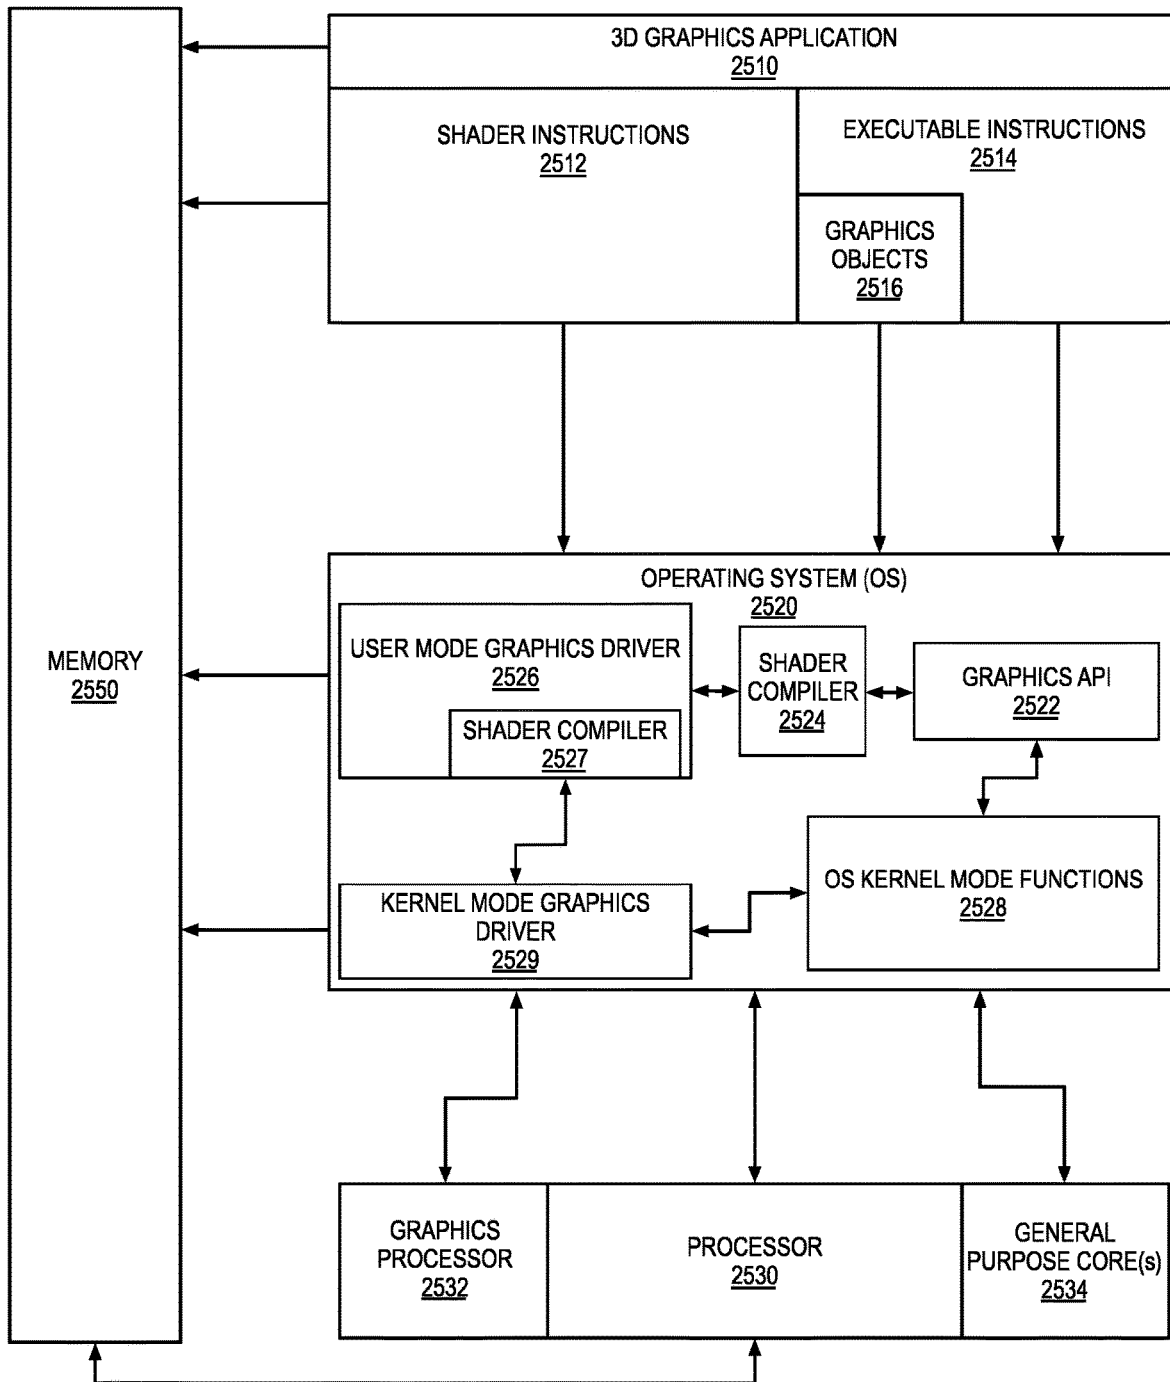 3D GRAPHICS APPLICATION
2510
SHADER INSTRUCTIONS
2512
EXECUTABLE INSTRUCTIONS
2514
GRAPHICS
OBJECTS
2516
OPERATING SYSTEM (OS)
2520
USER MODE GRAPHICS DRIVER
2526
SHADER COMPILER
2527
SHADER
COMPILER
2524
GRAPHICS API
2522
MEMORY
2550
KERNEL MODE GRAPHICS
DRIVER
2529
OS KERNEL MODE FUNCTIONS
2528
GRAPHICS
PROCESSOR
2532
PROCESSOR
2530
GENERAL
PURPOSE CORE(s)
2534